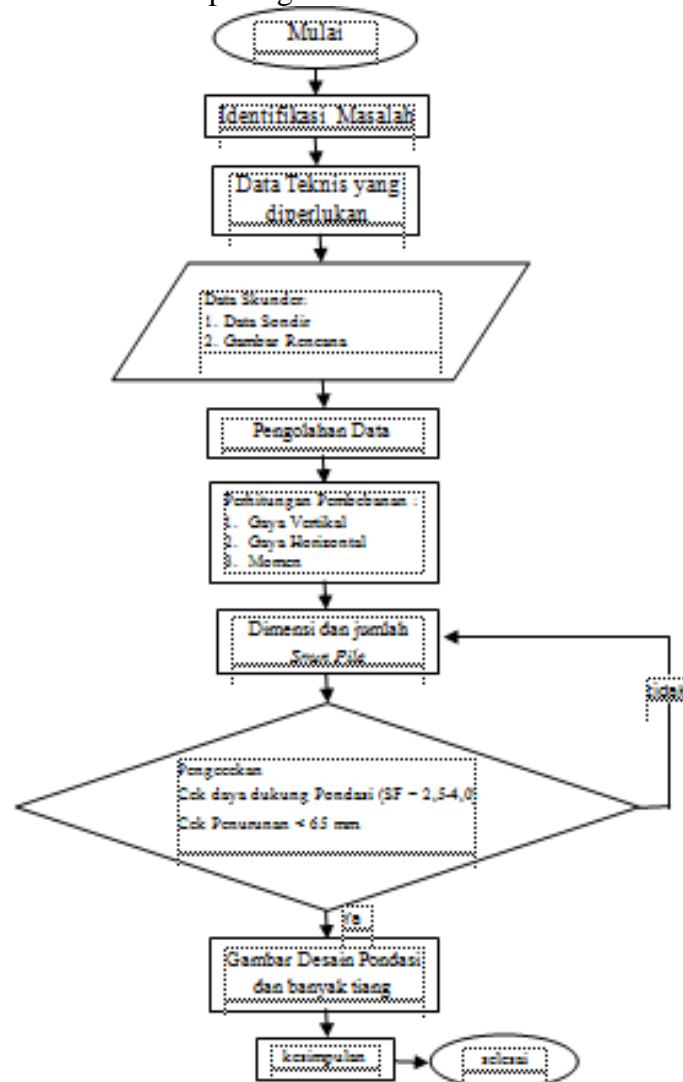 Mulai
Identifikasi Masalah
Data Teknis yang
diperlukan
Data Skunder:
1. Data Sondir
2. Gambar Rencana
Pengolahan Data
Perhitungan Pembebanan :
1. Gaya Vertikal
2. Gaya Horizontal
3. Momen
Dimensi dan jumlah
Spun Pile
tidak
Pengecekan
Cek daya dukung Pondasi (SF = 2,5-4,0
Cek Penurunan < 65 mm
Ya
Gambar Desain Pondasi
dan banyak tiang
kesimpulan
selesai